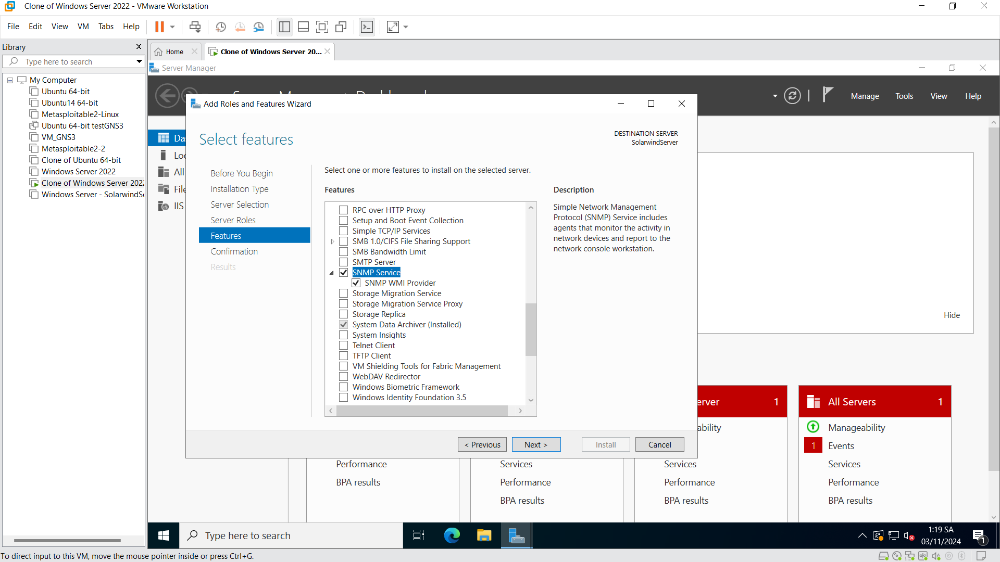 Clone of Windows Server 2022 - VMware Workstation
File Edit View VM Tabs Help
Library
Type here to search
My Computer
Ubuntu 64-bit
Ubuntu14 64-bit
Metasploitable2-Linux
Ubuntu 64-bit testGNS3
VM_GNS3
Metasploitable2-2
Clone of Ubuntu 64-bit
Windows Server 2022
Clone of Windows Server 2022
Windows Server - SolarwindSe
Home
Clone of Windows Server 20...
Server Manager
Manage Tools View Help
Das
Loc
All
File
IIS
Add Roles and Features Wizard
Select features
DESTINATION SERVER
SolarwindServer
Before You Begin
Installation Type
Server Selection
Server Roles
Features
Confirmation
Results
Select one or more features to install on the selected server.
Features
RPC over HTTP Proxy
Setup and Boot Event Collection
Simple TCP/IP Services
SMB 1.0/CIFS File Sharing Support
SMB Bandwidth Limit
SMTP Server
SNMP Service
SNMP WMI Provider
Storage Migration Service
Storage Migration Service Proxy
Storage Replica
System Data Archiver (Installed)
System Insights
Telnet Client
TFTP Client
VM Shielding Tools for Fabric Management
WebDAV Redirector
Windows Biometric Framework
Windows Identity Foundation 3.5
Description
Simple Network Management
Protocol (SNMP) Service includes
agents that monitor the activity in
network devices and report to the
network console workstation.
< Previous Next > Install Cancel
Hide
erver 1
ability
All Servers 1
Manageability
1 Events
Services
Performance
BPA results
Performance
BPA results
Services
Performance
BPA results
Services
Performance
BPA results
Type here to search
1:19 SA
03/11/2024
1
To direct input to this VM, move the mouse pointer inside or press Ctrl+G.